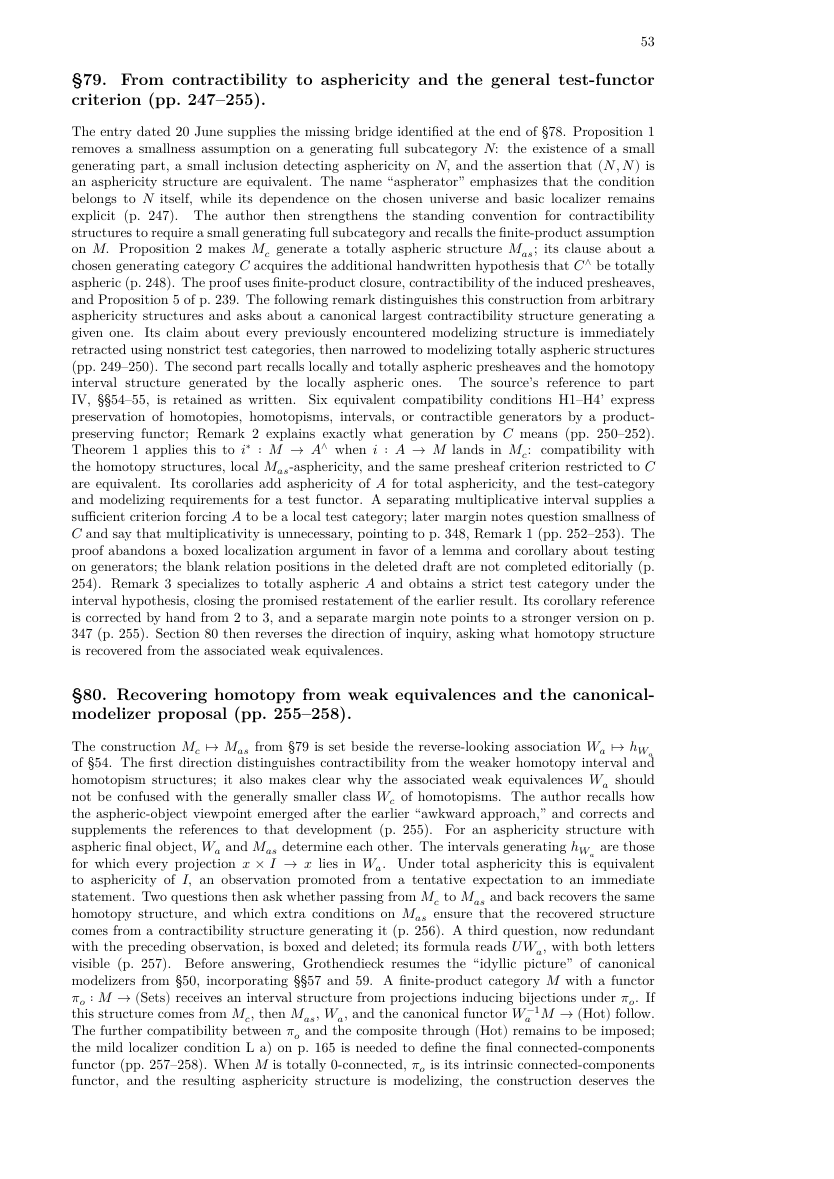 53
§79. From contractibility to asphericity and the general test-functor
criterion (pp. 247–255).
The entry dated 20 June supplies the missing bridge identified at the end of §78. Proposition 1
removes a smallness assumption on a generating full subcategory N: the existence of a small
generating part, a small inclusion detecting asphericity on N, and the assertion that (N, N) is
an asphericity structure are equivalent. The name “aspherator” emphasizes that the condition
belongs to N itself, while its dependence on the chosen universe and basic localizer remains
explicit (p. 247). The author then strengthens the standing convention for contractibility
structures to require a small generating full subcategory and recalls the finite-product assumption
on M. Proposition 2 makes M_c generate a totally aspheric structure M_as; its clause about a
chosen generating category C acquires the additional handwritten hypothesis that C^∧ be totally
aspheric (p. 248). The proof uses finite-product closure, contractibility of the induced presheaves,
and Proposition 5 of p. 239. The following remark distinguishes this construction from arbitrary
asphericity structures and asks about a canonical largest contractibility structure generating a
given one. Its claim about every previously encountered modelizing structure is immediately
retracted using nonstrict test categories, then narrowed to modelizing totally aspheric structures
(pp. 249–250). The second part recalls locally and totally aspheric presheaves and the homotopy
interval structure generated by the locally aspheric ones. The source’s reference to part
IV, §§54–55, is retained as written. Six equivalent compatibility conditions H1–H4’ express
preservation of homotopies, homotopisms, intervals, or contractible generators by a product-
preserving functor; Remark 2 explains exactly what generation by C means (pp. 250–252).
Theorem 1 applies this to i* : M → A^∧ when i : A → M lands in M_c: compatibility with
the homotopy structures, local M_as-asphericity, and the same presheaf criterion restricted to C
are equivalent. Its corollaries add asphericity of A for total asphericity, and the test-category
and modelizing requirements for a test functor. A separating multiplicative interval supplies a
sufficient criterion forcing A to be a local test category; later margin notes question smallness of
C and say that multiplicativity is unnecessary, pointing to p. 348, Remark 1 (pp. 252–253). The
proof abandons a boxed localization argument in favor of a lemma and corollary about testing
on generators; the blank relation positions in the deleted draft are not completed editorially (p.
254). Remark 3 specializes to totally aspheric A and obtains a strict test category under the
interval hypothesis, closing the promised restatement of the earlier result. Its corollary reference
is corrected by hand from 2 to 3, and a separate margin note points to a stronger version on p.
347 (p. 255). Section 80 then reverses the direction of inquiry, asking what homotopy structure
is recovered from the associated weak equivalences.
§80. Recovering homotopy from weak equivalences and the canonical-
modelizer proposal (pp. 255–258).
The construction M_c ↦ M_as from §79 is set beside the reverse-looking association W_a ↦ h_{W_a}
of §54. The first direction distinguishes contractibility from the weaker homotopy interval and
homotopism structures; it also makes clear why the associated weak equivalences W_a should
not be confused with the generally smaller class W_c of homotopisms. The author recalls how
the aspheric-object viewpoint emerged after the earlier “awkward approach,” and corrects and
supplements the references to that development (p. 255). For an asphericity structure with
aspheric final object, W_a and M_as determine each other. The intervals generating h_{W_a} are those
for which every projection x × I → x lies in W_a. Under total asphericity this is equivalent
to asphericity of I, an observation promoted from a tentative expectation to an immediate
statement. Two questions then ask whether passing from M_c to M_as and back recovers the same
homotopy structure, and which extra conditions on M_as ensure that the recovered structure
comes from a contractibility structure generating it (p. 256). A third question, now redundant
with the preceding observation, is boxed and deleted; its formula reads UW_a, with both letters
visible (p. 257). Before answering, Grothendieck resumes the “idyllic picture” of canonical
modelizers from §50, incorporating §§57 and 59. A finite-product category M with a functor
π_o : M → (Sets) receives an interval structure from projections inducing bijections under π_o. If
this structure comes from M_c, then M_as, W_a, and the canonical functor W_a^{-1}M → (Hot) follow.
The further compatibility between π_o and the composite through (Hot) remains to be imposed;
the mild localizer condition L a) on p. 165 is needed to define the final connected-components
functor (pp. 257–258). When M is totally 0-connected, π_o is its intrinsic connected-components
functor, and the resulting asphericity structure is modelizing, the construction deserves the